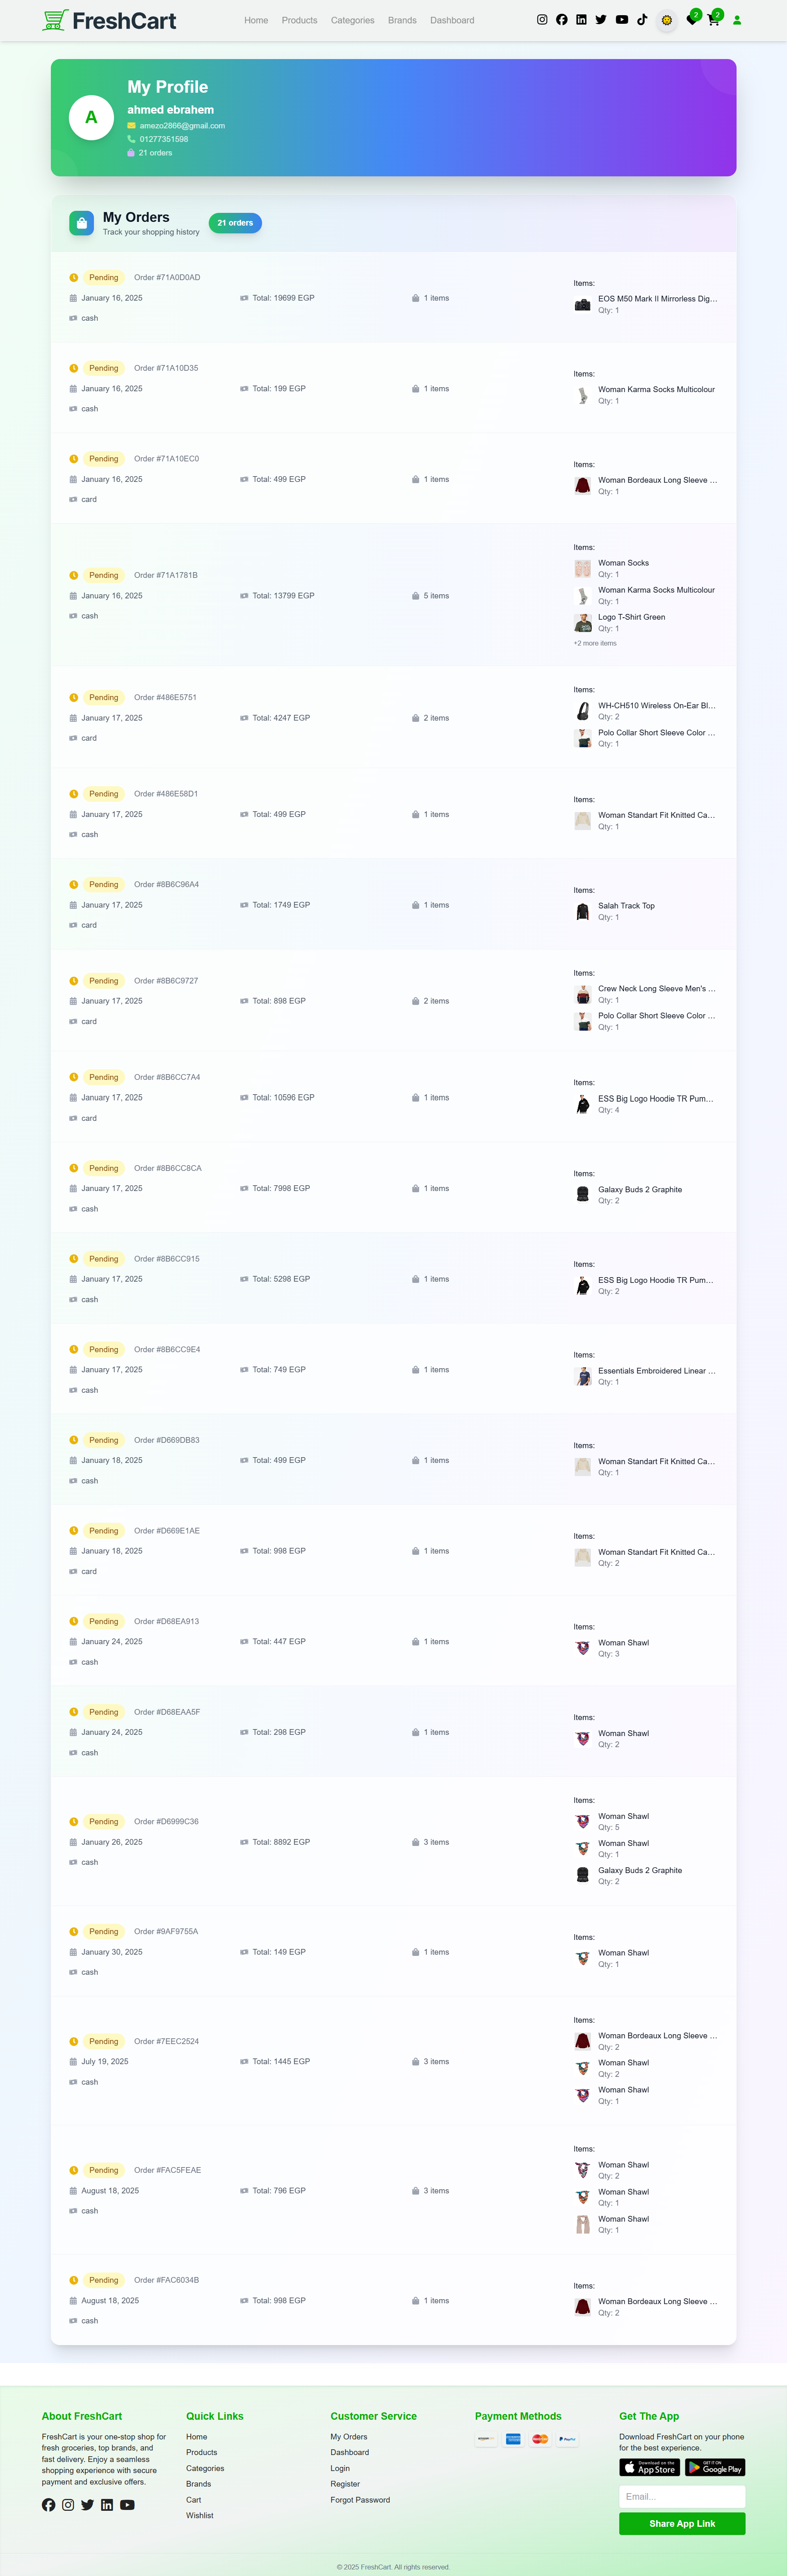 FreshCart
Home Products Categories Brands Dashboard
2 2
A
My Profile
ahmed ebrahem
amezo2866@gmail.com
01277351598
21 orders
My Orders
Track your shopping history
21 orders
Pending Order #71A0D0AD
January 16, 2025 Total: 19699 EGP 1 items
cash
Items:
EOS M50 Mark II Mirrorless Dig...
Qty: 1
Pending Order #71A10D35
January 16, 2025 Total: 199 EGP 1 items
cash
Items:
Woman Karma Socks Multicolour
Qty: 1
Pending Order #71A10EC0
January 16, 2025 Total: 499 EGP 1 items
card
Items:
Woman Bordeaux Long Sleeve ...
Qty: 1
Pending Order #71A1781B
January 16, 2025 Total: 13799 EGP 5 items
cash
Items:
Woman Socks
Qty: 1
Woman Karma Socks Multicolour
Qty: 1
Logo T-Shirt Green
Qty: 1
+2 more items
Pending Order #486E5751
January 17, 2025 Total: 4247 EGP 2 items
card
Items:
WH-CH510 Wireless On-Ear Bl...
Qty: 2
Polo Collar Short Sleeve Color ...
Qty: 1
Pending Order #486E58D1
January 17, 2025 Total: 499 EGP 1 items
cash
Items:
Woman Standart Fit Knitted Ca...
Qty: 1
Pending Order #8B6C96A4
January 17, 2025 Total: 1749 EGP 1 items
card
Items:
Salah Track Top
Qty: 1
Pending Order #8B6C9727
January 17, 2025 Total: 898 EGP 2 items
card
Items:
Crew Neck Long Sleeve Men's ...
Qty: 1
Polo Collar Short Sleeve Color ...
Qty: 1
Pending Order #8B6CC7A4
January 17, 2025 Total: 10596 EGP 1 items
card
Items:
ESS Big Logo Hoodie TR Pum...
Qty: 4
Pending Order #8B6CC8CA
January 17, 2025 Total: 7998 EGP 1 items
cash
Items:
Galaxy Buds 2 Graphite
Qty: 2
Pending Order #8B6CC915
January 17, 2025 Total: 5298 EGP 1 items
cash
Items:
ESS Big Logo Hoodie TR Pum...
Qty: 2
Pending Order #8B6CC9E4
January 17, 2025 Total: 749 EGP 1 items
cash
Items:
Essentials Embroidered Linear ...
Qty: 1
Pending Order #D669DB83
January 18, 2025 Total: 499 EGP 1 items
cash
Items:
Woman Standart Fit Knitted Ca...
Qty: 1
Pending Order #D669E1AE
January 18, 2025 Total: 998 EGP 1 items
card
Items:
Woman Standart Fit Knitted Ca...
Qty: 2
Pending Order #D68EA913
January 24, 2025 Total: 447 EGP 1 items
cash
Items:
Woman Shawl
Qty: 3
Pending Order #D68EAA5F
January 24, 2025 Total: 298 EGP 1 items
cash
Items:
Woman Shawl
Qty: 2
Pending Order #D6999C36
January 26, 2025 Total: 8892 EGP 3 items
cash
Items:
Woman Shawl
Qty: 5
Woman Shawl
Qty: 1
Galaxy Buds 2 Graphite
Qty: 2
Pending Order #9AF9755A
January 30, 2025 Total: 149 EGP 1 items
cash
Items:
Woman Shawl
Qty: 1
Pending Order #7EEC2524
July 19, 2025 Total: 1445 EGP 3 items
cash
Items:
Woman Bordeaux Long Sleeve ...
Qty: 2
Woman Shawl
Qty: 2
Woman Shawl
Qty: 1
Pending Order #FAC5FEAE
August 18, 2025 Total: 796 EGP 3 items
cash
Items:
Woman Shawl
Qty: 2
Woman Shawl
Qty: 1
Woman Shawl
Qty: 1
Pending Order #FAC6034B
August 18, 2025 Total: 998 EGP 1 items
cash
Items:
Woman Bordeaux Long Sleeve ...
Qty: 2
About FreshCart
FreshCart is your one-stop shop for
fresh groceries, top brands, and
fast delivery. Enjoy a seamless
shopping experience with secure
payment and exclusive offers.
Quick Links
Home
Products
Categories
Brands
Cart
Wishlist
Customer Service
My Orders
Dashboard
Login
Register
Forgot Password
Payment Methods
PayPal
Get The App
Download FreshCart on your phone
for the best experience.
Download on the
App Store
GET IT ON
Google Play
Email...
Share App Link
© 2025 FreshCart. All rights reserved.